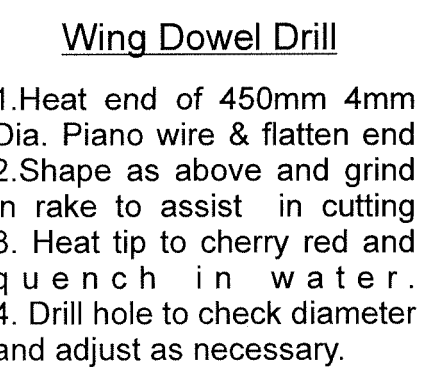 Wing Dowel Drill
1.Heat end of 450mm 4mm
Dia. Piano wire & flatten end
2.Shape as above and grind
in rake to assist in cutting
3. Heat tip to cherry red and
quench in water.
4. Drill hole to check diameter
and adjust as necessary.